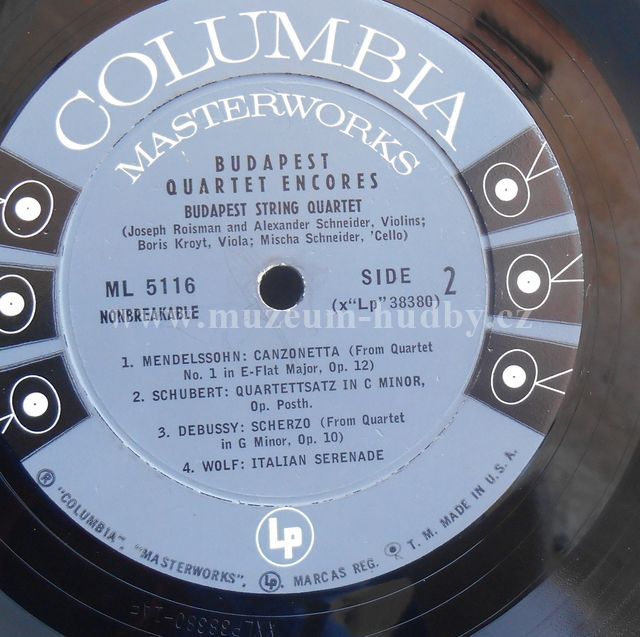 COLUMBIA
MASTERWORKS
BUDAPEST
QUARTET ENCORES
BUDAPEST STRING QUARTET
(Joseph Roisman and Alexander Schneider, Violins;
Boris Kroyt, Viola; Mischa Schneider, 'Cello)
ML 5116
SIDE 2
NONBREAKABLE
(x"Lp"38380)
www.muzeum-hudby.cz
1. MENDELSSOHN: CANZONETTA (From Quartet
No. 1 in E-Flat Major, Op. 12)
2. SCHUBERT: QUARTETTSATZ IN C MINOR,
Op. Posth.
3. DEBUSSY: SCHERZO (From Quartet
in G Minor, Op. 10)
4. WOLF: ITALIAN SERENADE
Lp
® "COLUMBIA", "MASTERWORKS", Lp, MARCAS REG. T. M. MADE IN U. S. A.